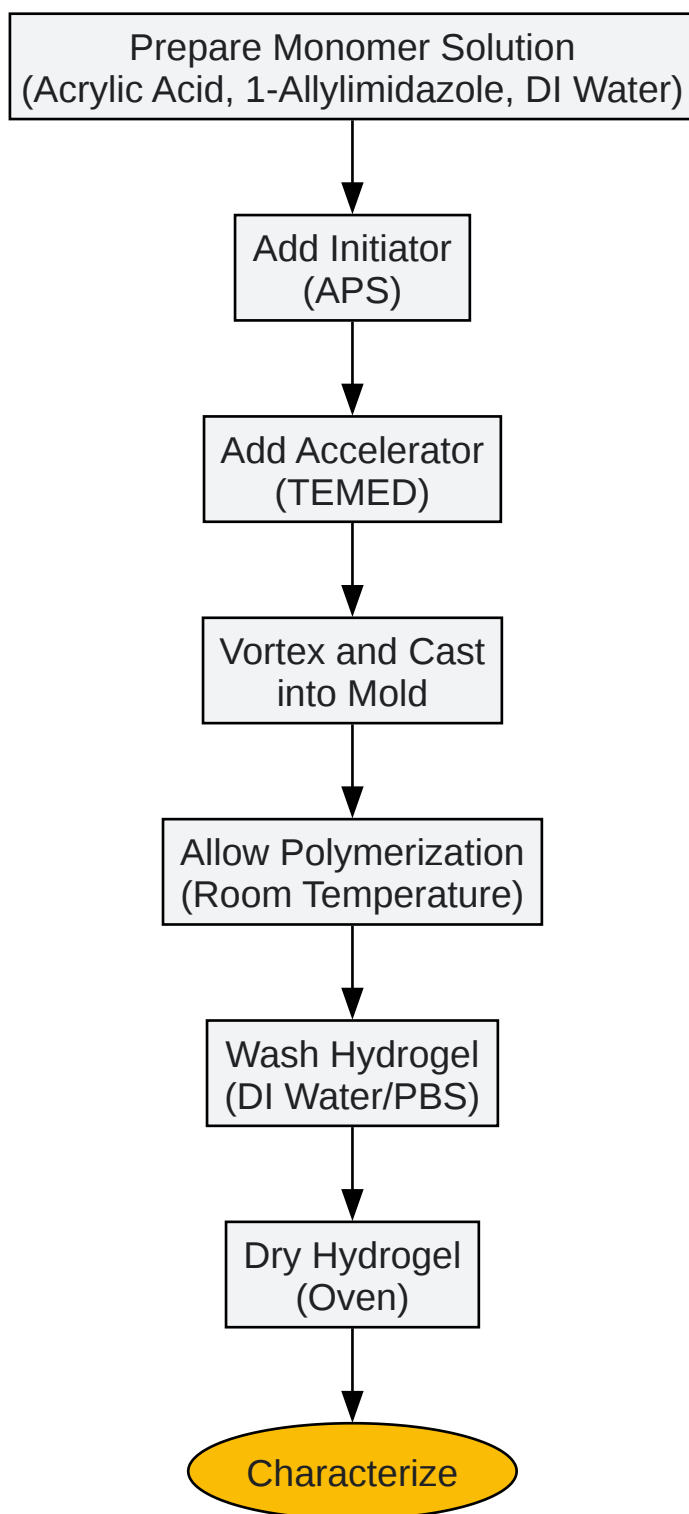 Prepare Monomer Solution
(Acrylic Acid, 1-Allylimidazole, DI Water)
Add Initiator
(APS)
Add Accelerator
(TEMED)
Vortex and Cast
into Mold
Allow Polymerization
(Room Temperature)
Wash Hydrogel
(DI Water/PBS)
Dry Hydrogel
(Oven)
Characterize